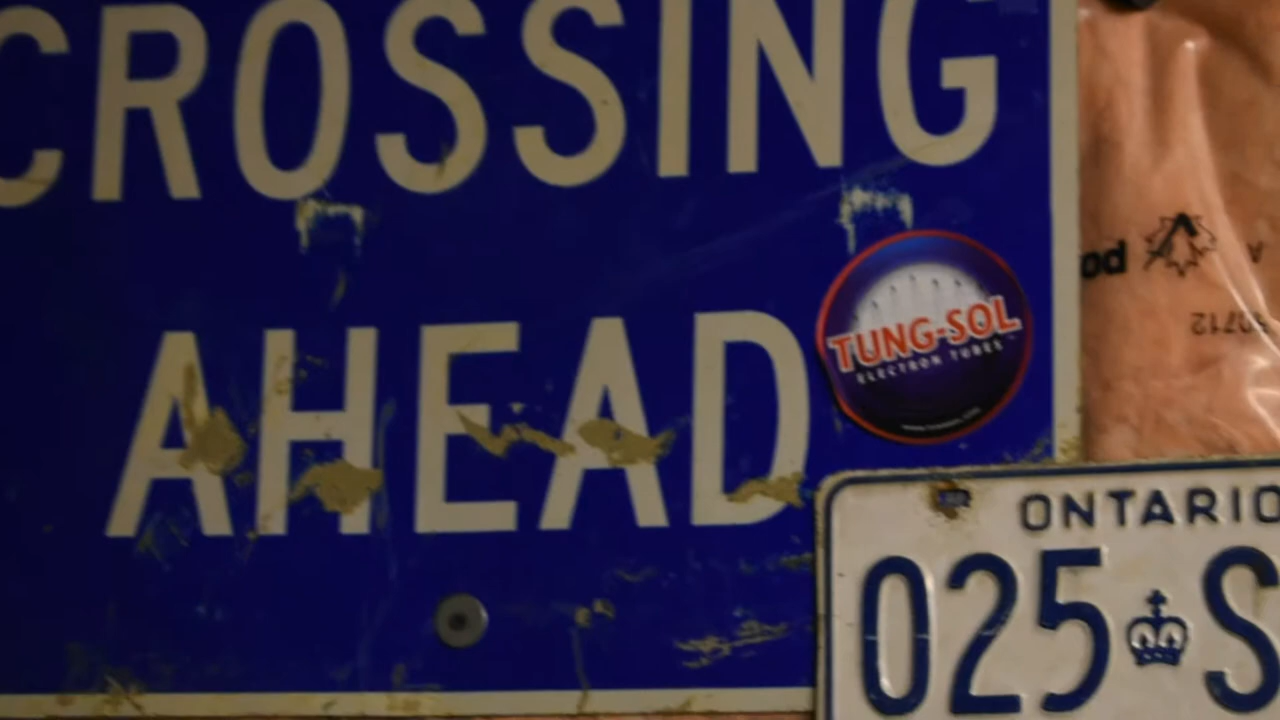 CROSSING
AHEAD
TUNG-SOL
ELECTRON TUBES
ONTARIO
025 S